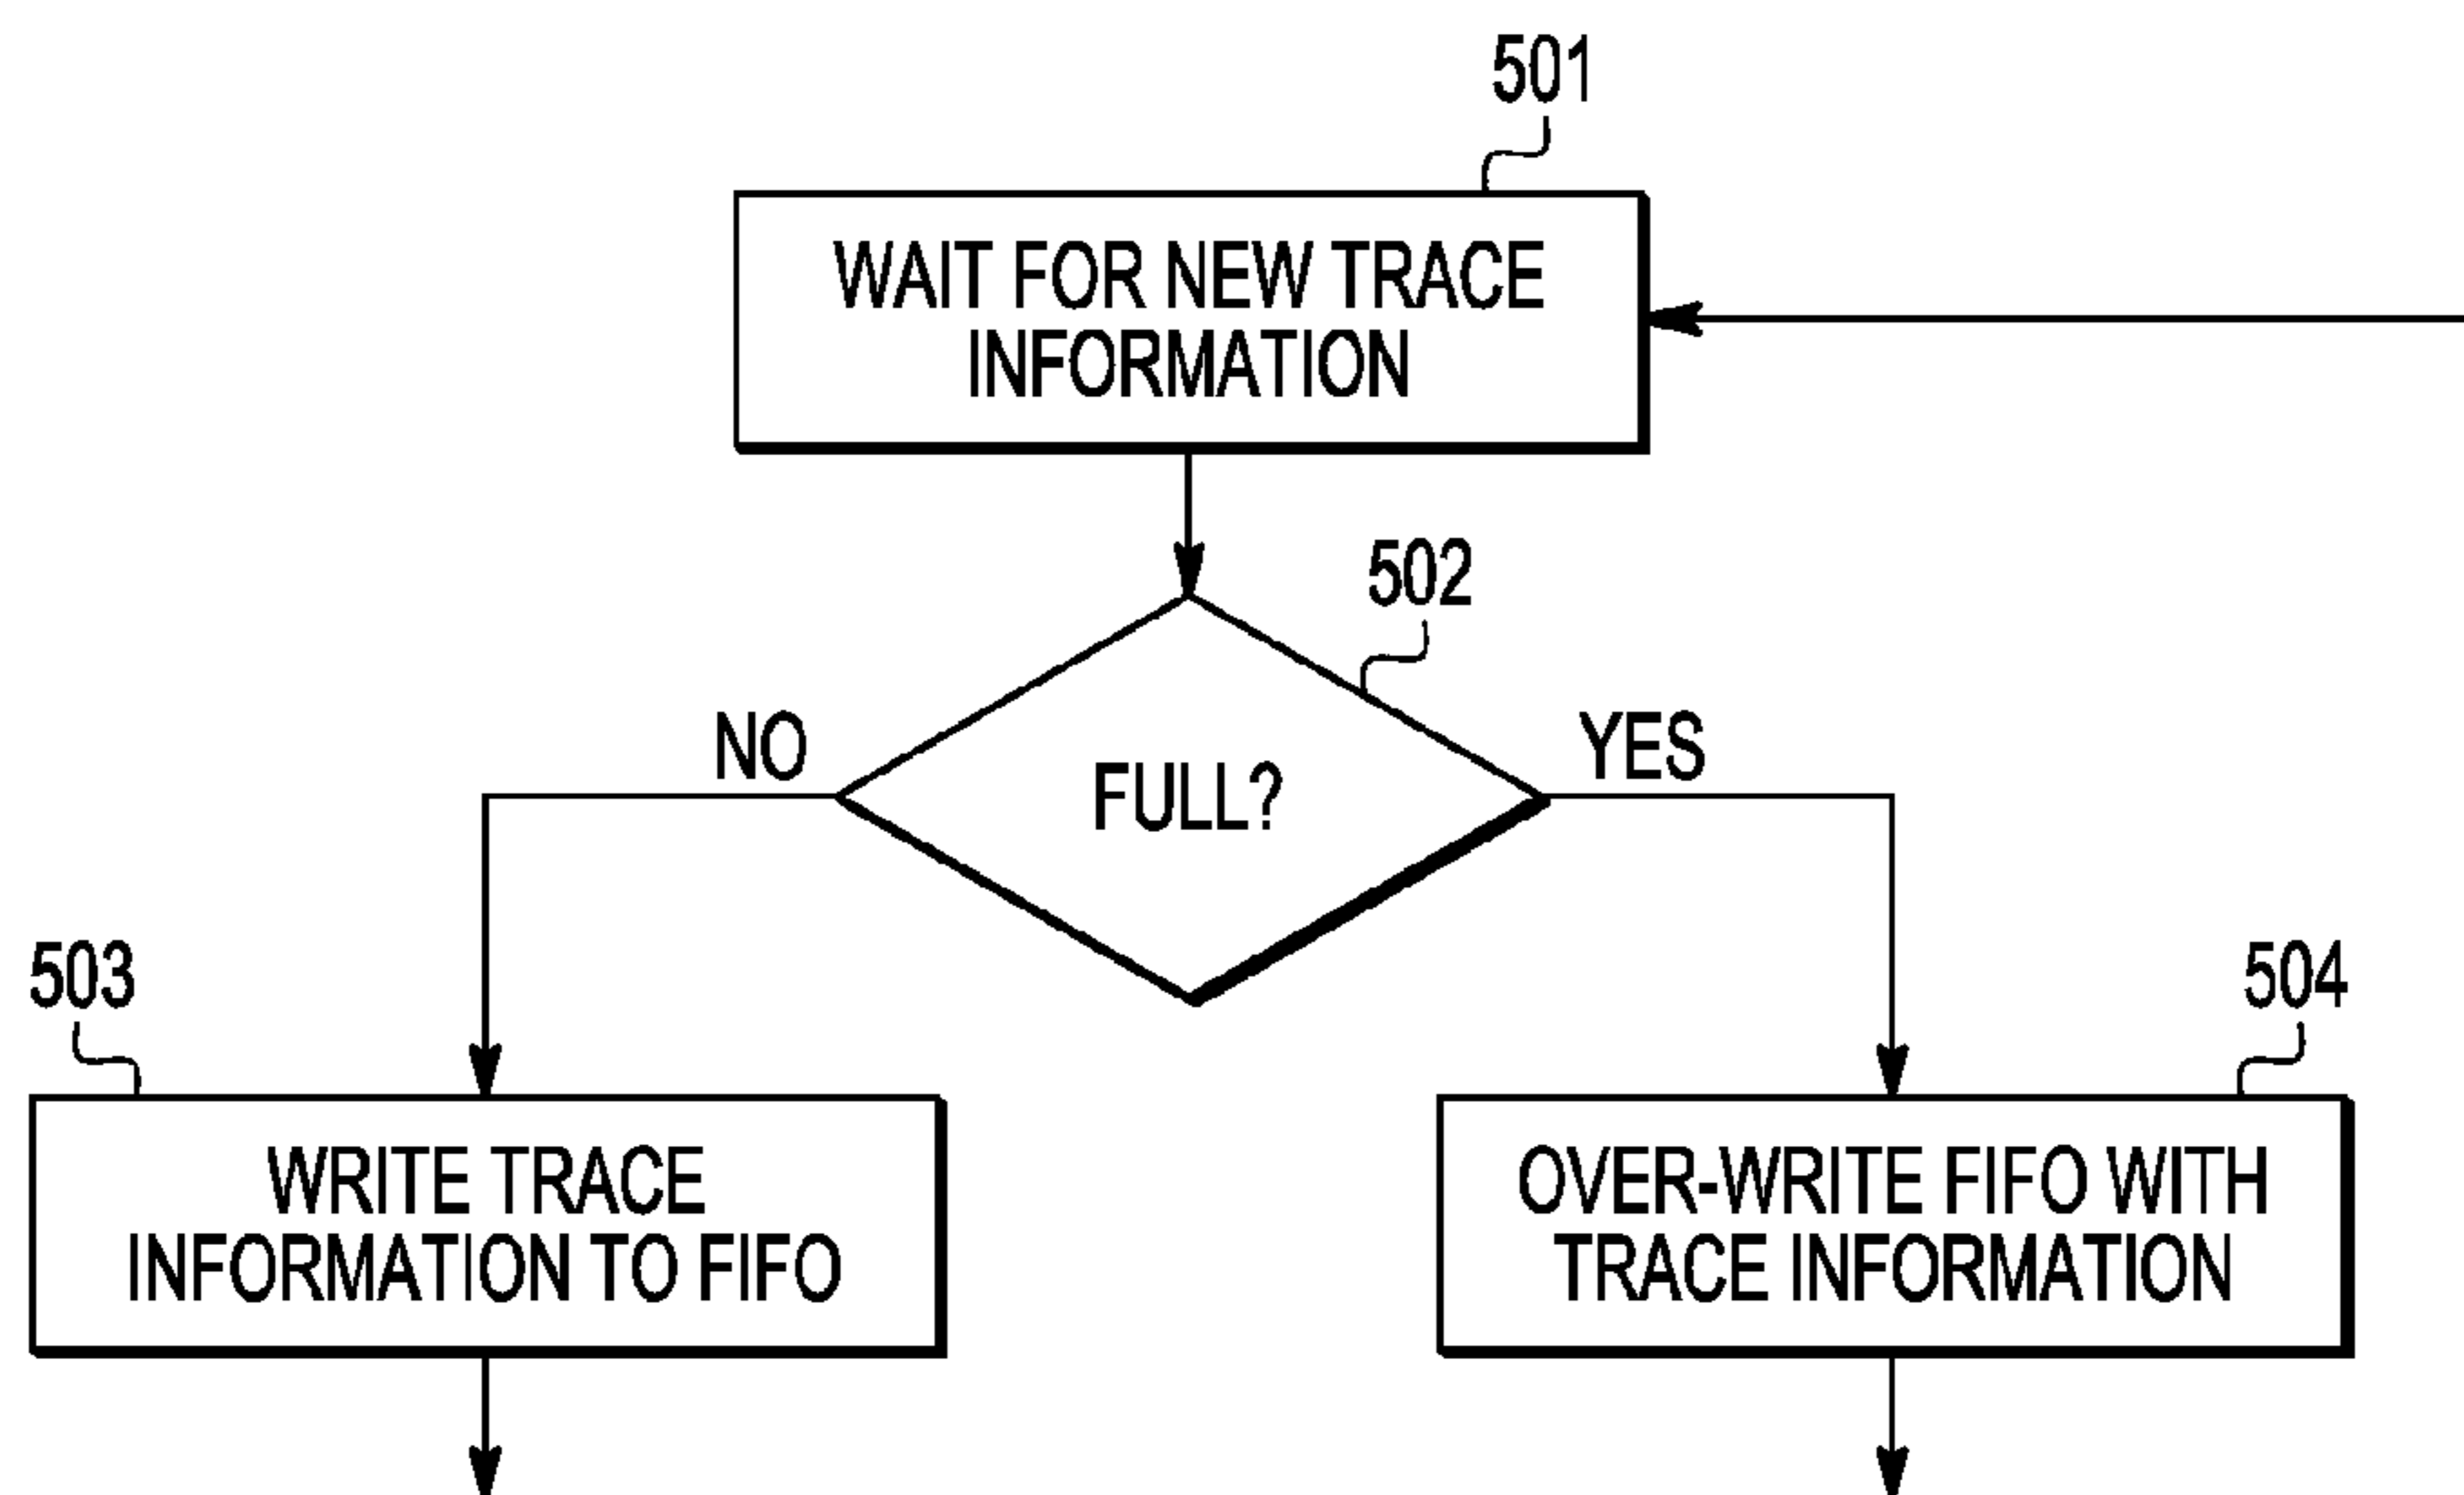 501
WAIT FOR NEW TRACE
INFORMATION
502
NO
YES
FULL?
503
504
WRITE TRACE
INFORMATION TO FIFO
OVER-WRITE FIFO WITH
TRACE INFORMATION